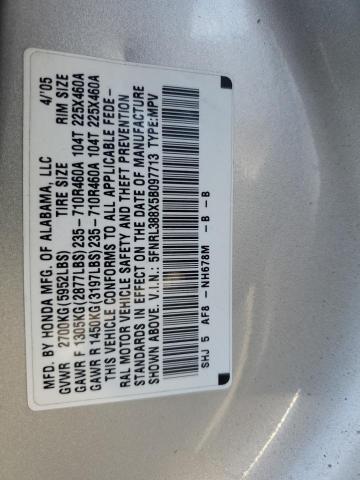 MFD. BY HONDA MFG. OF ALABAMA, LLC 4/'05
GVWR 2700KG(5952LBS) TIRE SIZE RIM SIZE
GAWR F 1305KG(2877LBS)235-710R460A 104T 225X460A
GAWR R 1450KG(3197LBS)235-710R460A 104T 225X460A
THIS VEHICLE CONFORMS TO ALL APPLICABLE FEDE-
RAL MOTOR VEHICLE SAFETY AND THEFT PREVENTION
STANDARDS IN EFFECT ON THE DATE OF MANUFACTURE
SHOWN ABOVE. V.I.N.: 5FNRL388X5B097713 TYPE:MPV
SHJ 5 AF8 - NH678M - B - B